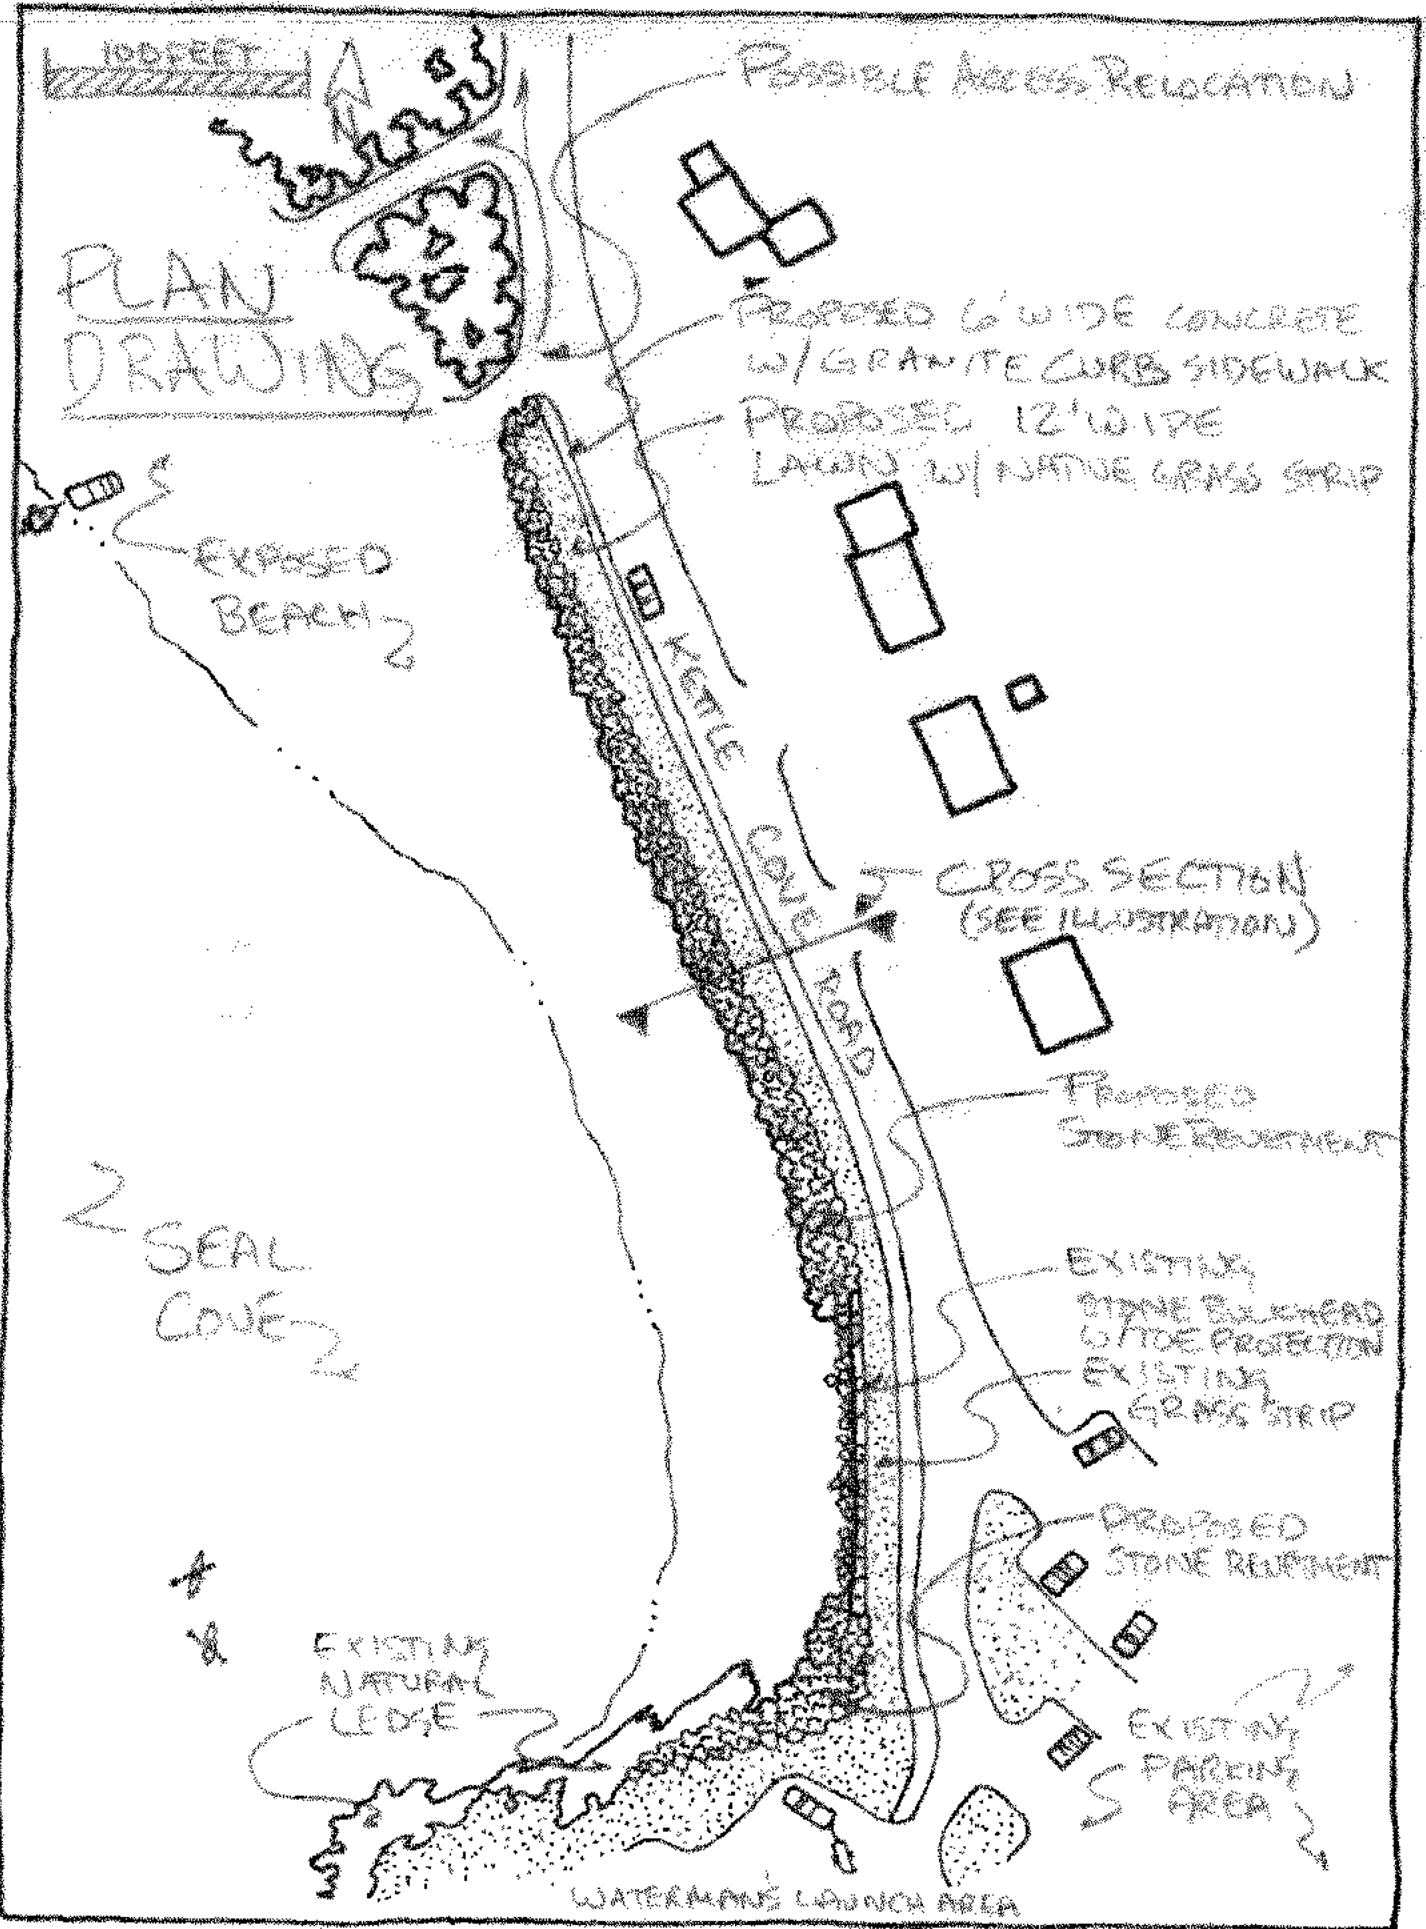 100 FEET
N
POSSIBLE ACCESS RELOCATION
PLAN
DRAWING
PROPOSED 6' WIDE CONCRETE
W/GRANITE CURB SIDEWALK
PROPOSED 12' WIDE
LAWN W/ NATIVE GRASS STRIP
EXPOSED
BEACH
KETTLE
COVE
ROAD
CROSS SECTION
(SEE ILLUSTRATION)
PROPOSED
STONE REVETMENT
SEAL
COVE
EXISTING
STONE BULKHEAD
W/TOE PROTECTION
EXISTING
GRASS STRIP
PROPOSED
STONE REVETMENT
EXISTING
NATURAL
LEDGE
EXISTING
PARKING
AREA
WATERMAN'S LAUNCH AREA